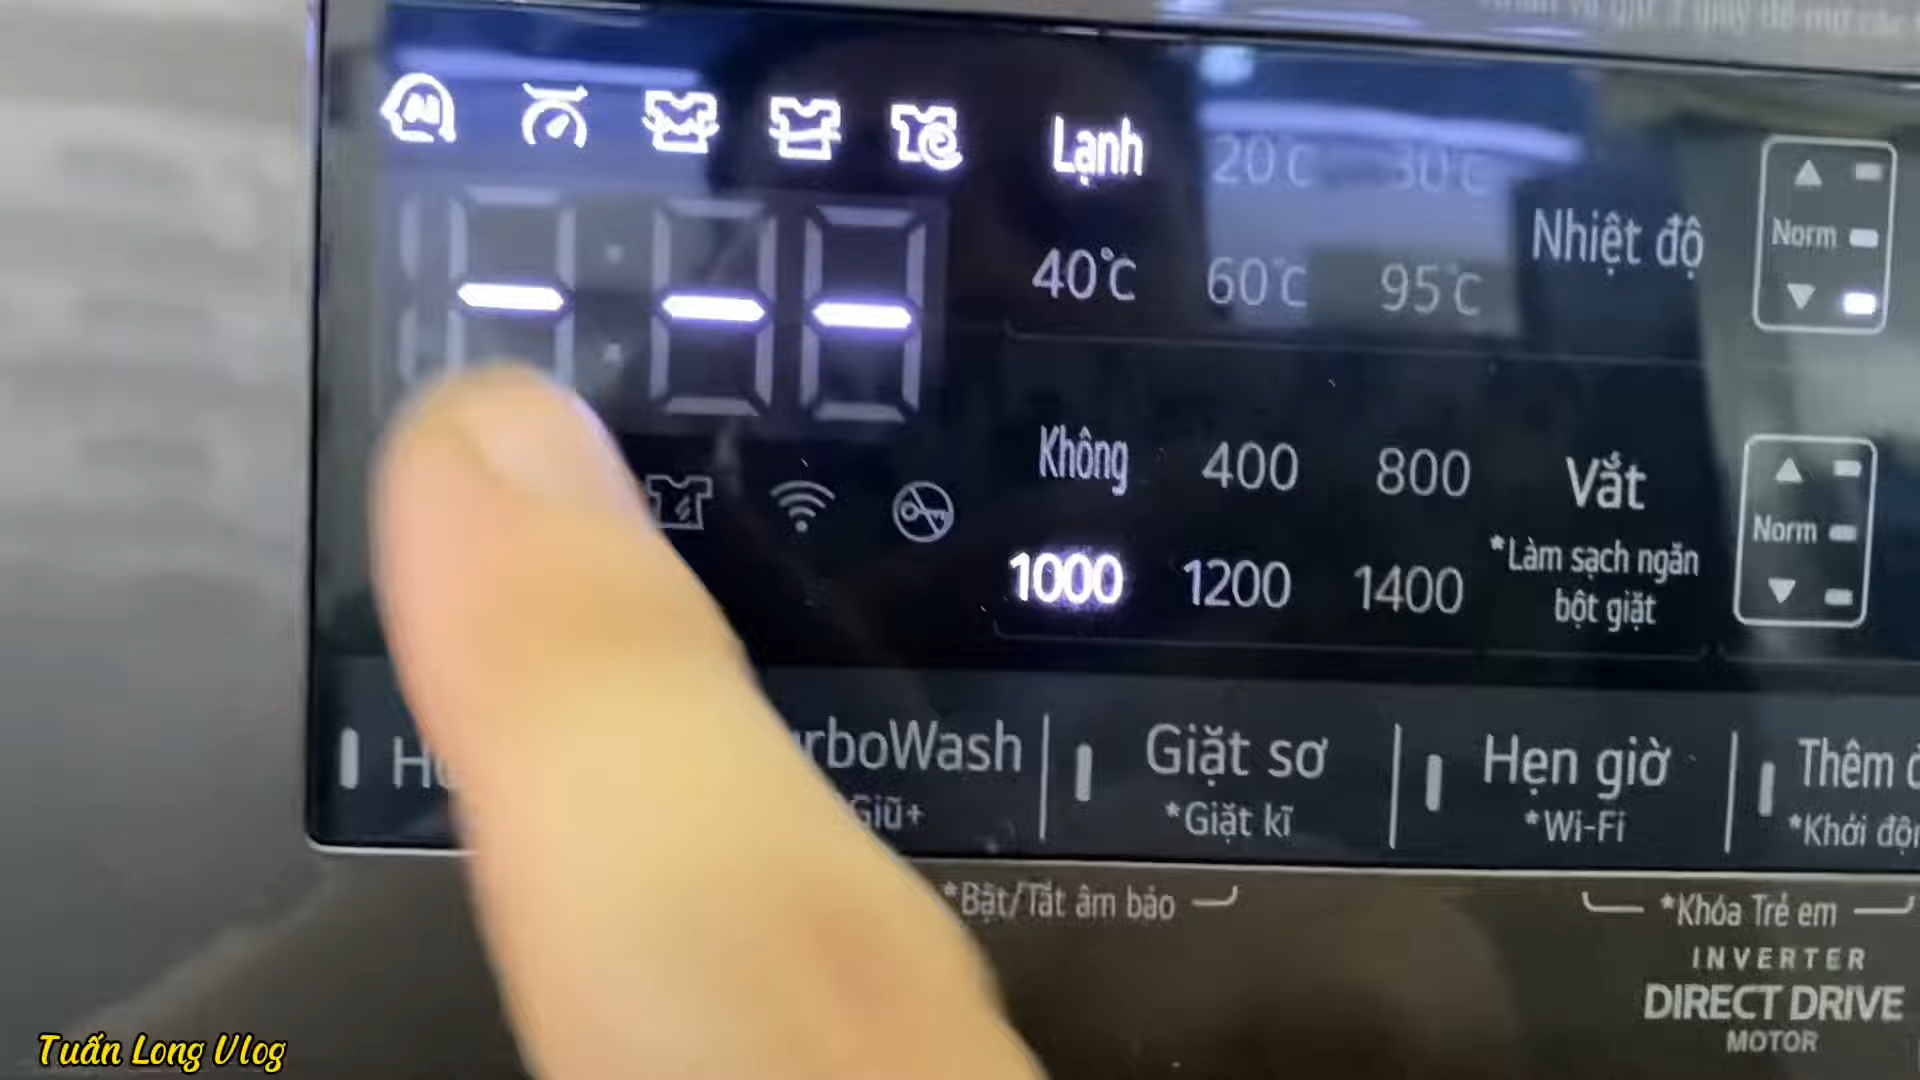 Lạnh 20°C 30°C
40°C 60°C 95°C
Nhiệt độ
Norm
Không 400 800
1000 1200 1400
Vắt
*Làm sạch ngăn
bột giặt
Norm
Giặt sơ
*Giặt kĩ
Hẹn giờ
*Wi-Fi
Thêm
*Bật/Tắt âm báo
*Khóa Trẻ em
INVERTER
DIRECT DRIVE
MOTOR
Tuấn Long Vlog